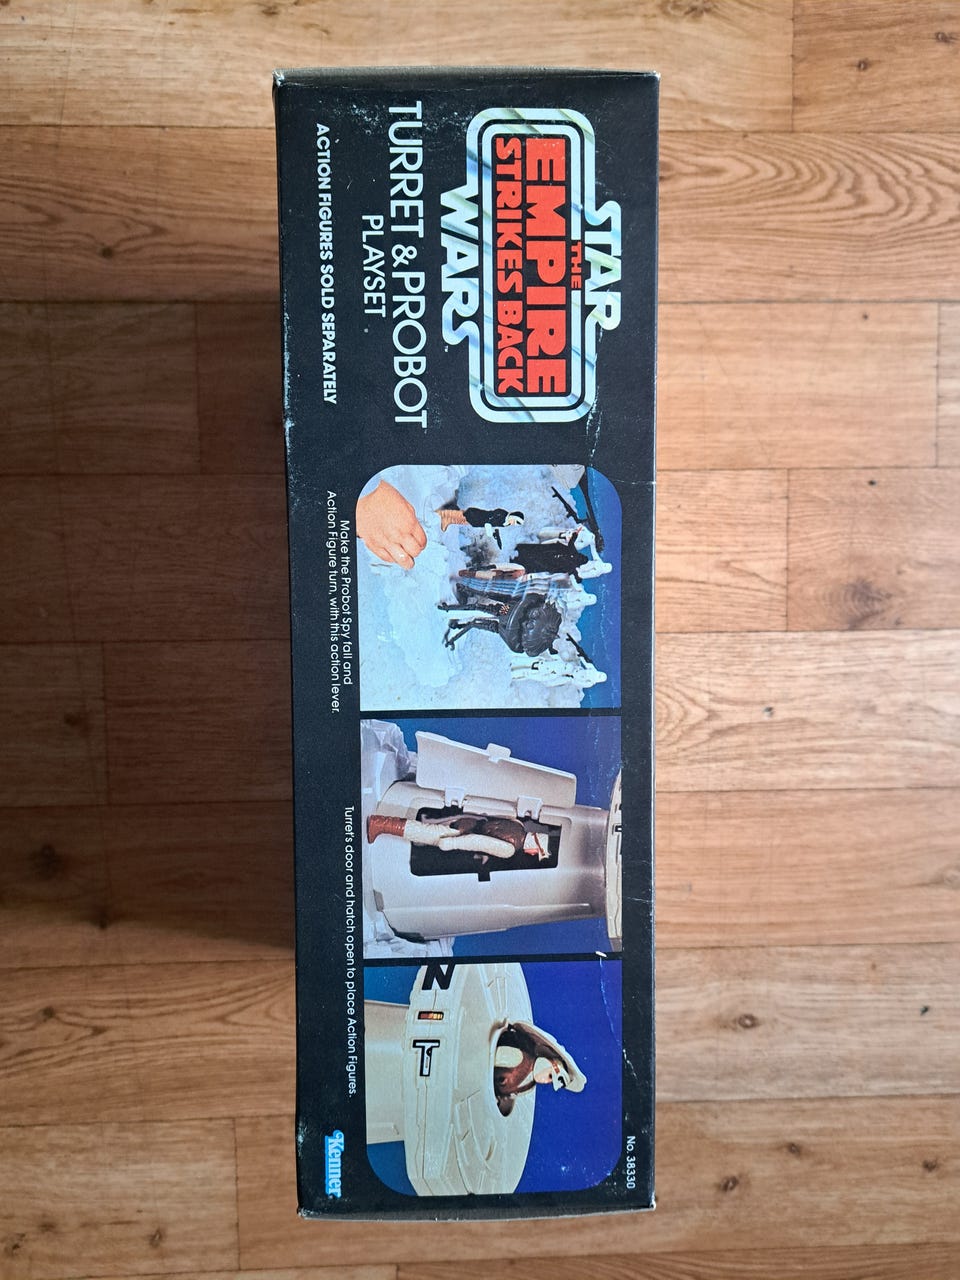 STAR
THE
EMPIRE
STRIKES BACK
WARS™
TURRET & PROBOT
PLAYSET
ACTION FIGURES SOLD SEPARATELY
Make the Probot Spy fall and
Action Figure turn, with this action lever.
Turret's door and hatch open to place Action Figures.
No. 38330
Kenner